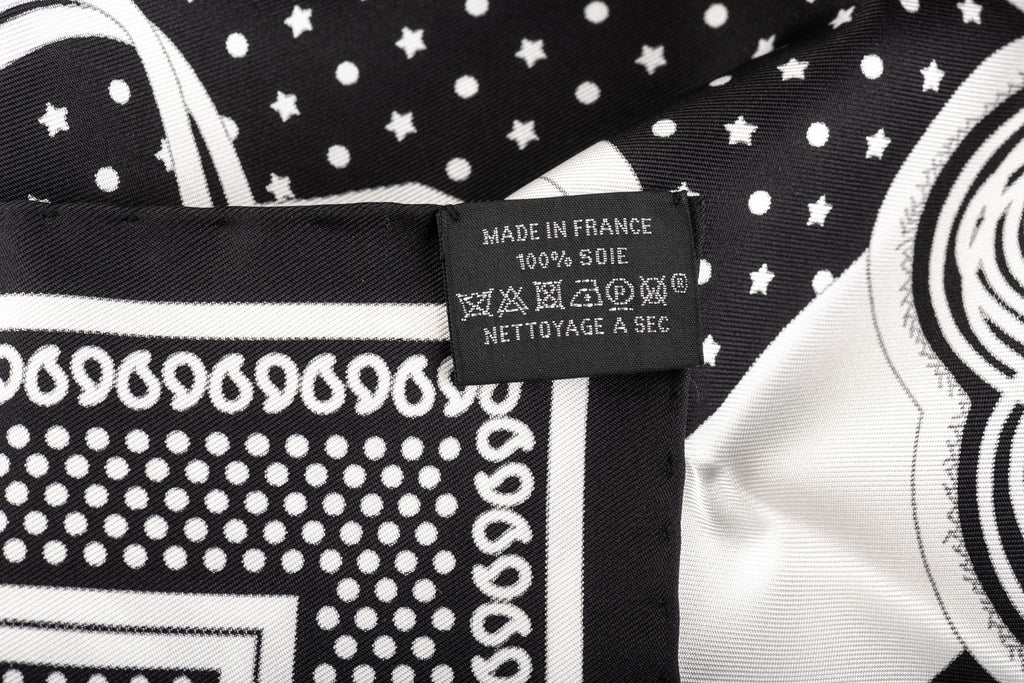 MADE IN FRANCE
100% SOIE
Ⓟ ®
NETTOYAGE A SEC